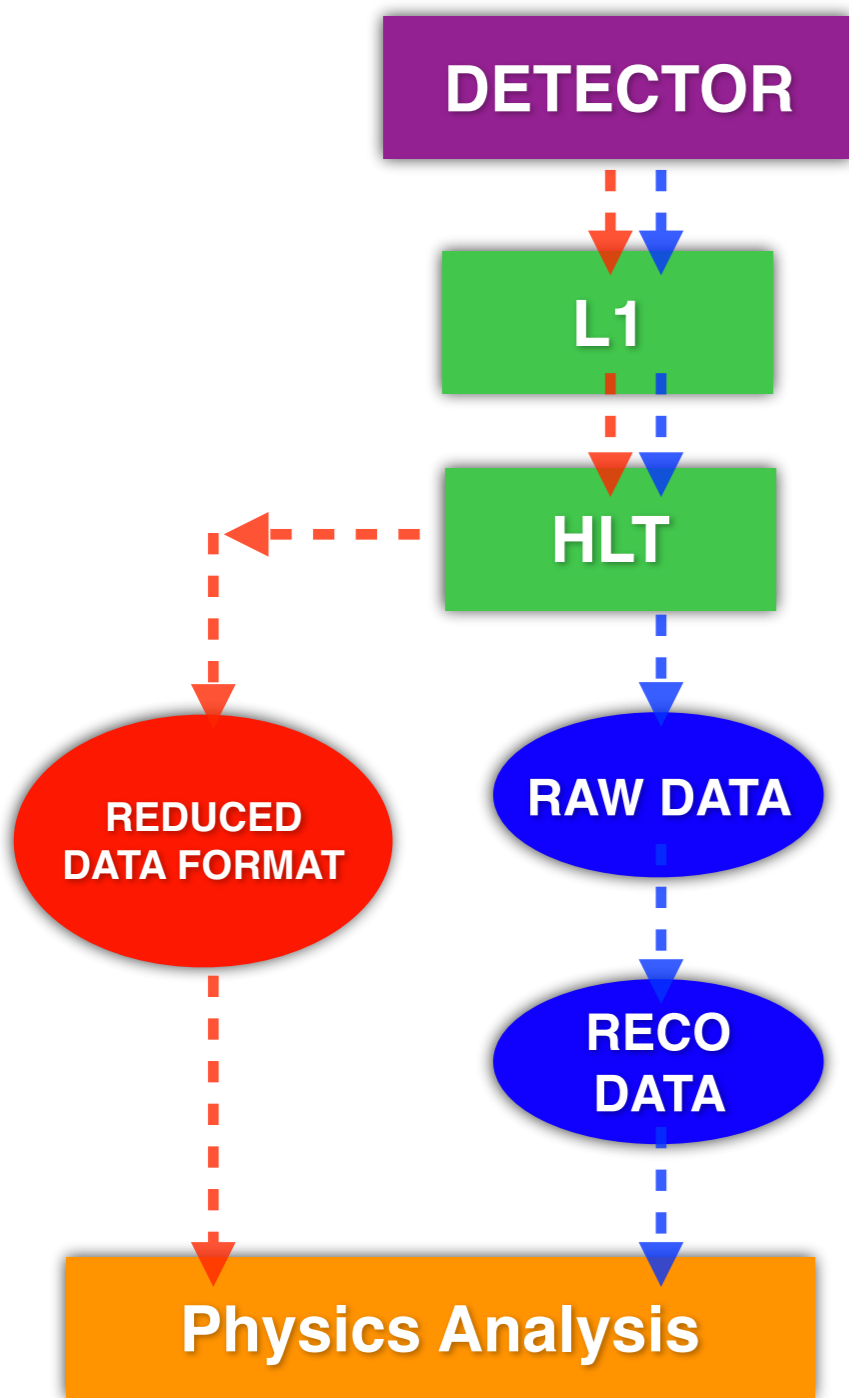 DETECTOR
L1
HLT
REDUCED
DATA FORMAT
RAW DATA
RECO
DATA
Physics Analysis